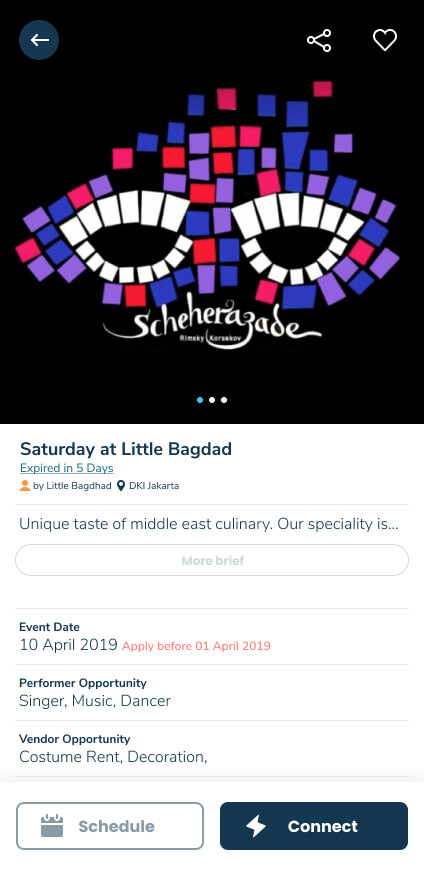 Scheherazade
Rimsky Korsakov
Saturday at Little Bagdad
Expired in 5 Days
by Little Bagdhad DKI Jakarta
Unique taste of middle east culinary. Our speciality is...
More brief
Event Date
10 April 2019 Apply before 01 April 2019
Performer Opportunity
Singer, Music, Dancer
Vendor Opportunity
Costume Rent, Decoration,
Schedule Connect